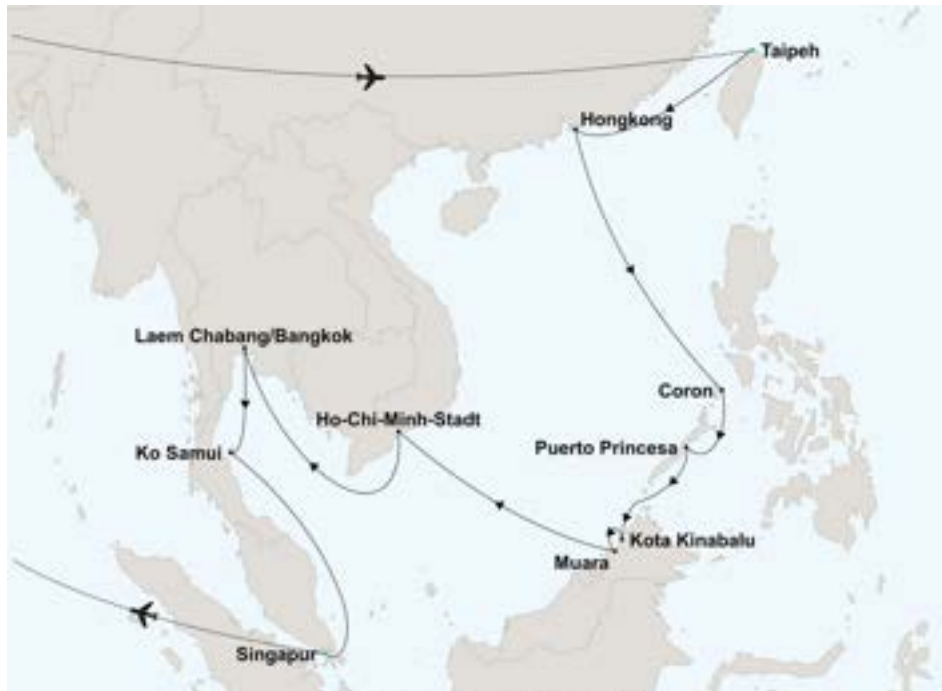 Taipeh
Hongkong
Laem Chabang/Bangkok
Coron
Ho-Chi-Minh-Stadt
Puerto Princesa
Ko Samui
Kota Kinabalu
Muara
Singapur